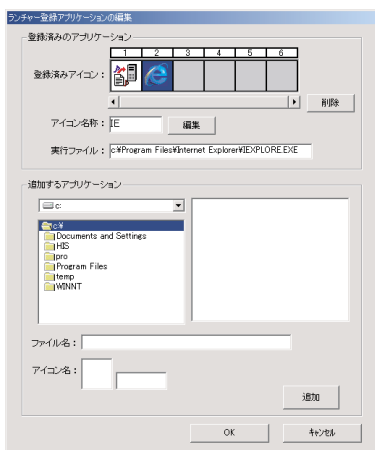 ランチャー登録アプリケーションの編集
登録済みのアプリケーション
1 2 3 4 5 6
登録済みアイコン：
削除
アイコン名称： IE 編集
実行ファイル： c:¥Program Files¥Internet Explorer¥IEXPLORE.EXE
追加するアプリケーション
c:
c:¥
Documents and Settings
HIS
pro
Program Files
temp
WINNT
ファイル名：
アイコン名：
追加
OK キャンセル